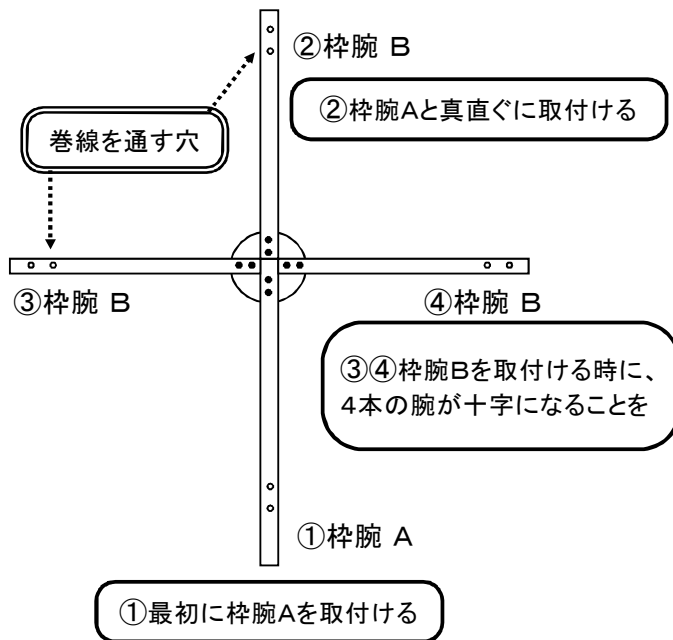 ②枠腕 B
②枠腕Aと真直ぐに取付ける
巻線を通す穴
③枠腕 B
④枠腕 B
③④枠腕Bを取付ける時に、
4本の腕が十字になることを
①枠腕 A
①最初に枠腕Aを取付ける